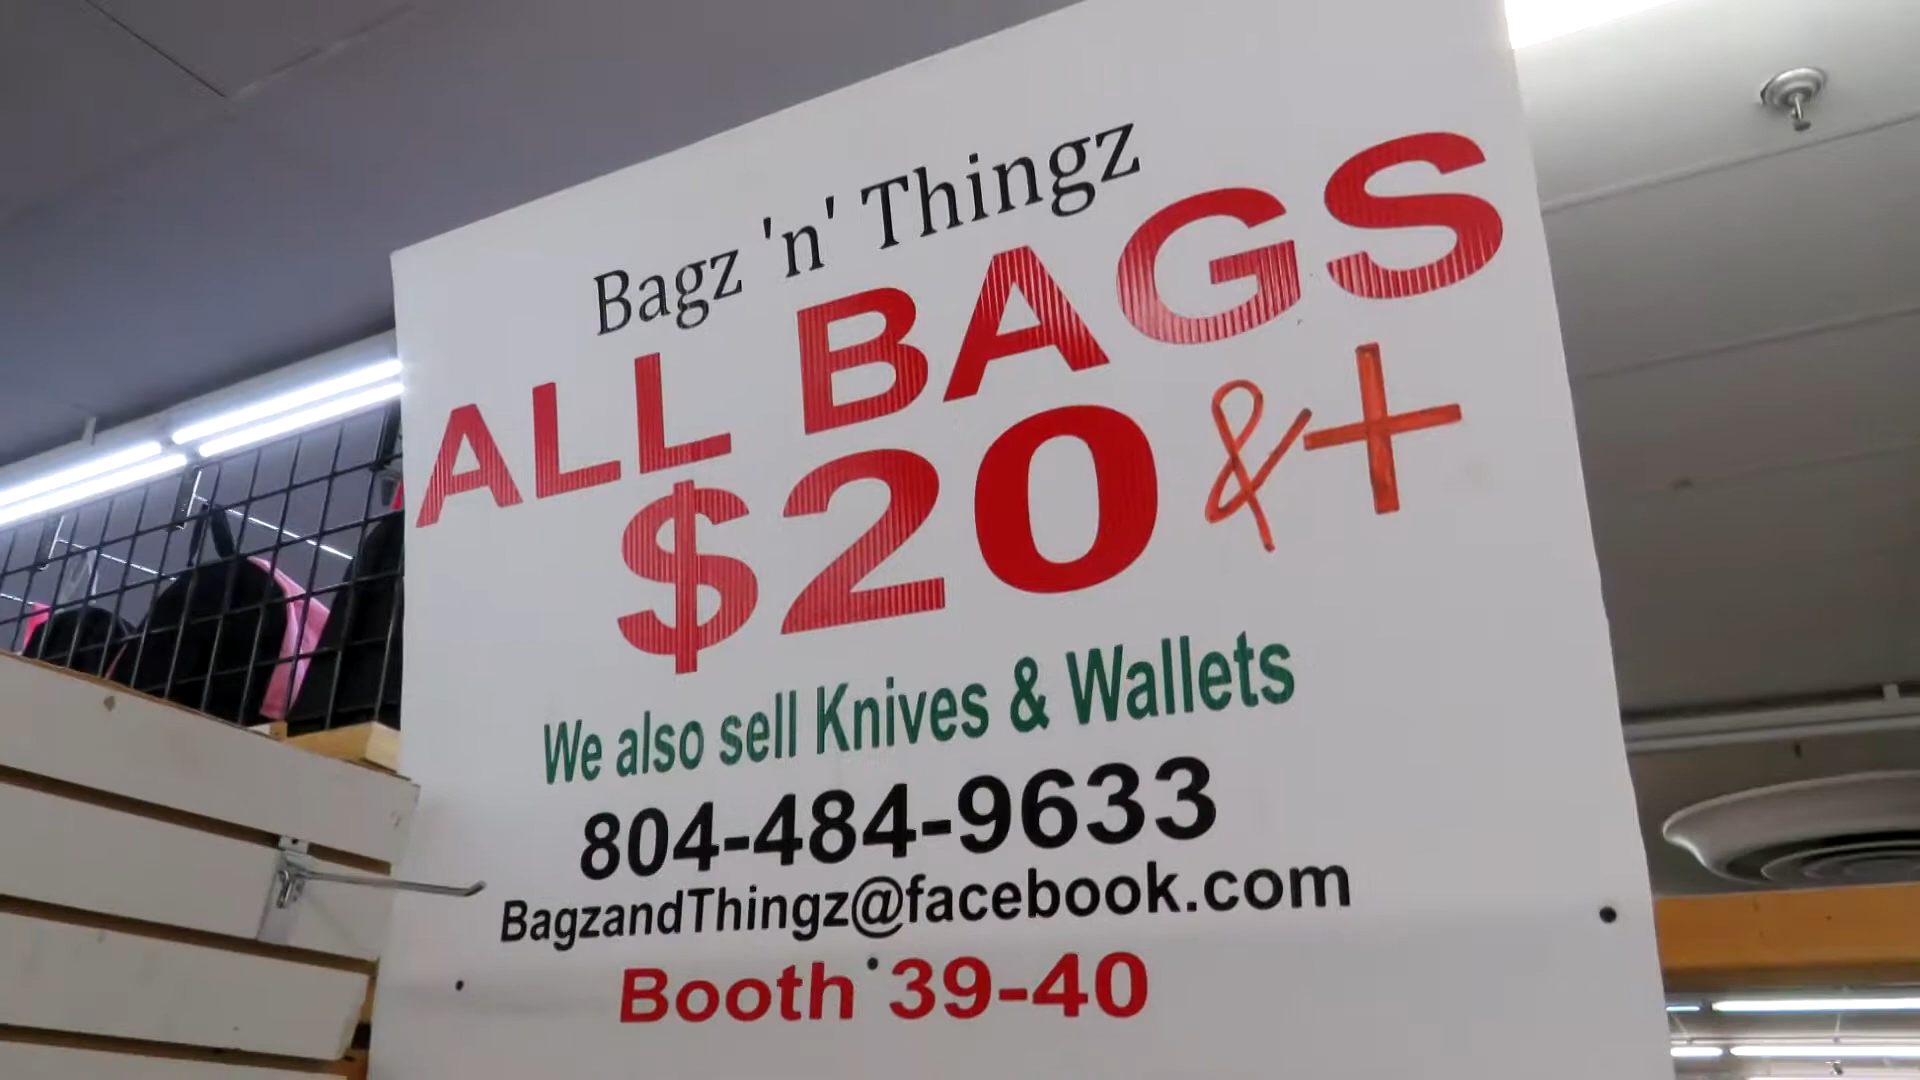 Bagz 'n' Thingz
ALL BAGS
$20 &+
We also sell Knives & Wallets
804-484-9633
BagzandThingz@facebook.com
Booth 39-40